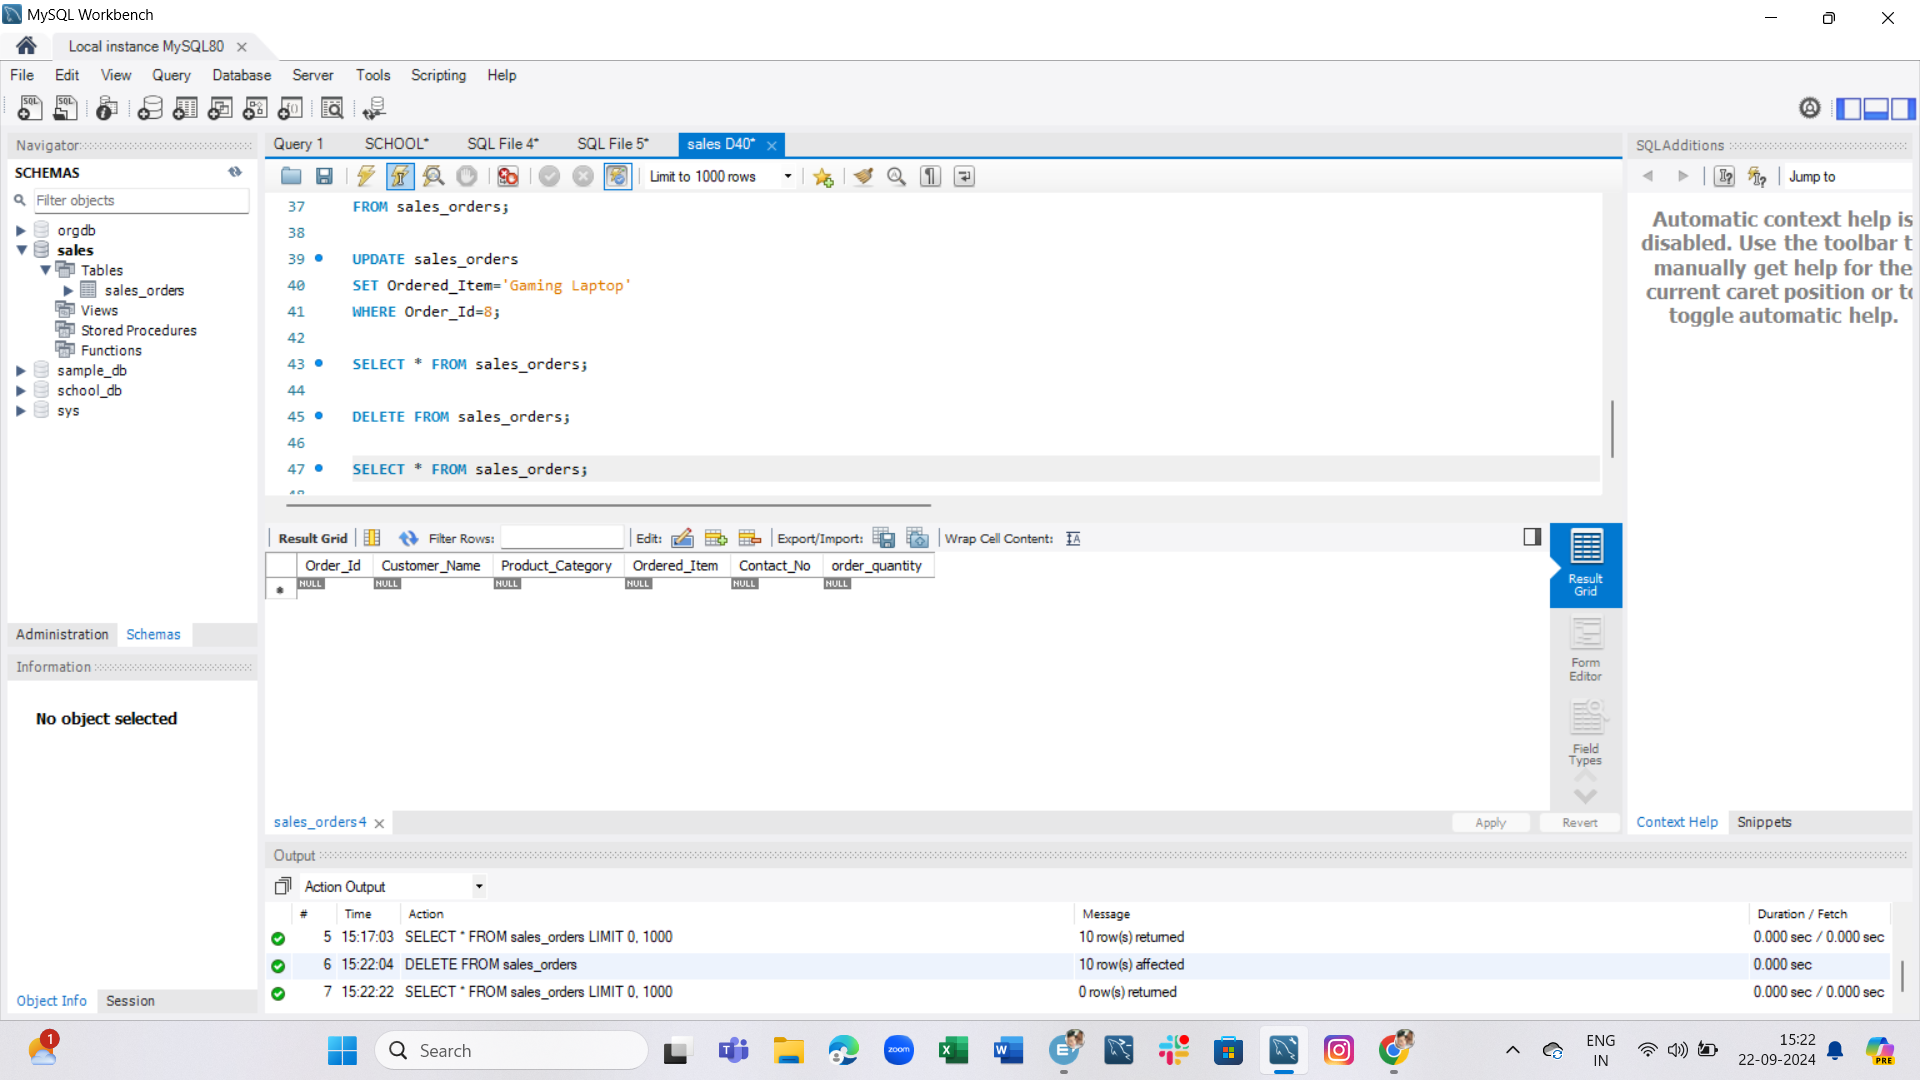 MySQL Workbench
Local instance MySQL80
File Edit View Query Database Server Tools Scripting Help
Navigator
SCHEMAS
Filter objects
orgdb
sales
Tables
sales_orders
Views
Stored Procedures
Functions
sample_db
school_db
sys
Administration Schemas
Information
No object selected
Object Info Session
Query 1 SCHOOL* SQL File 4* SQL File 5* sales D40*
Limit to 1000 rows
37 FROM sales_orders;
38
39 UPDATE sales_orders
40 SET Ordered_Item='Gaming Laptop'
41 WHERE Order_Id=8;
42
43 SELECT * FROM sales_orders;
44
45 DELETE FROM sales_orders;
46
47 SELECT * FROM sales_orders;
48
Result Grid Filter Rows: Edit: Export/Import: Wrap Cell Content:
Order_Id Customer_Name Product_Category Ordered_Item Contact_No order_quantity
NULL NULL NULL NULL NULL NULL
Result Grid
Form Editor
Field Types
sales_orders4
Apply Revert
Output
Action Output
# Time Action Message Duration / Fetch
5 15:17:03 SELECT * FROM sales_orders LIMIT 0, 1000 10 row(s) returned 0.000 sec / 0.000 sec
6 15:22:04 DELETE FROM sales_orders 10 row(s) affected 0.000 sec
7 15:22:22 SELECT * FROM sales_orders LIMIT 0, 1000 0 row(s) returned 0.000 sec / 0.000 sec
SQLAdditions
Jump to
Automatic context help is
disabled. Use the toolbar t
manually get help for the
current caret position or to
toggle automatic help.
Context Help Snippets
1
Search
zoom
ENG
IN
15:22
22-09-2024
PRE